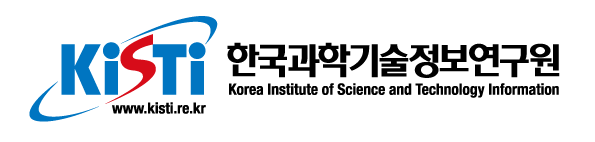 KiSTi
www.kisti.re.kr
한국과학기술정보연구원
Korea Institute of Science and Technology Information